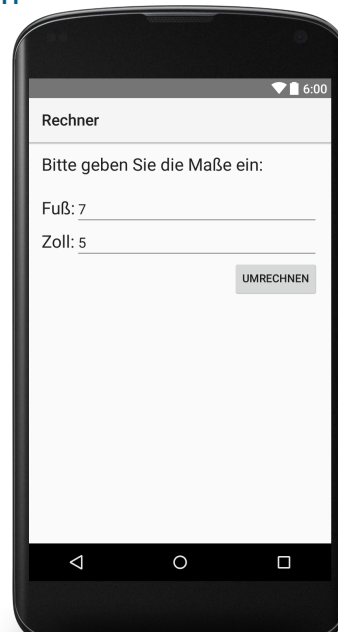 6:00
Rechner
Bitte geben Sie die Maße ein:
Fuß: 7
Zoll: 5
UMRECHNEN